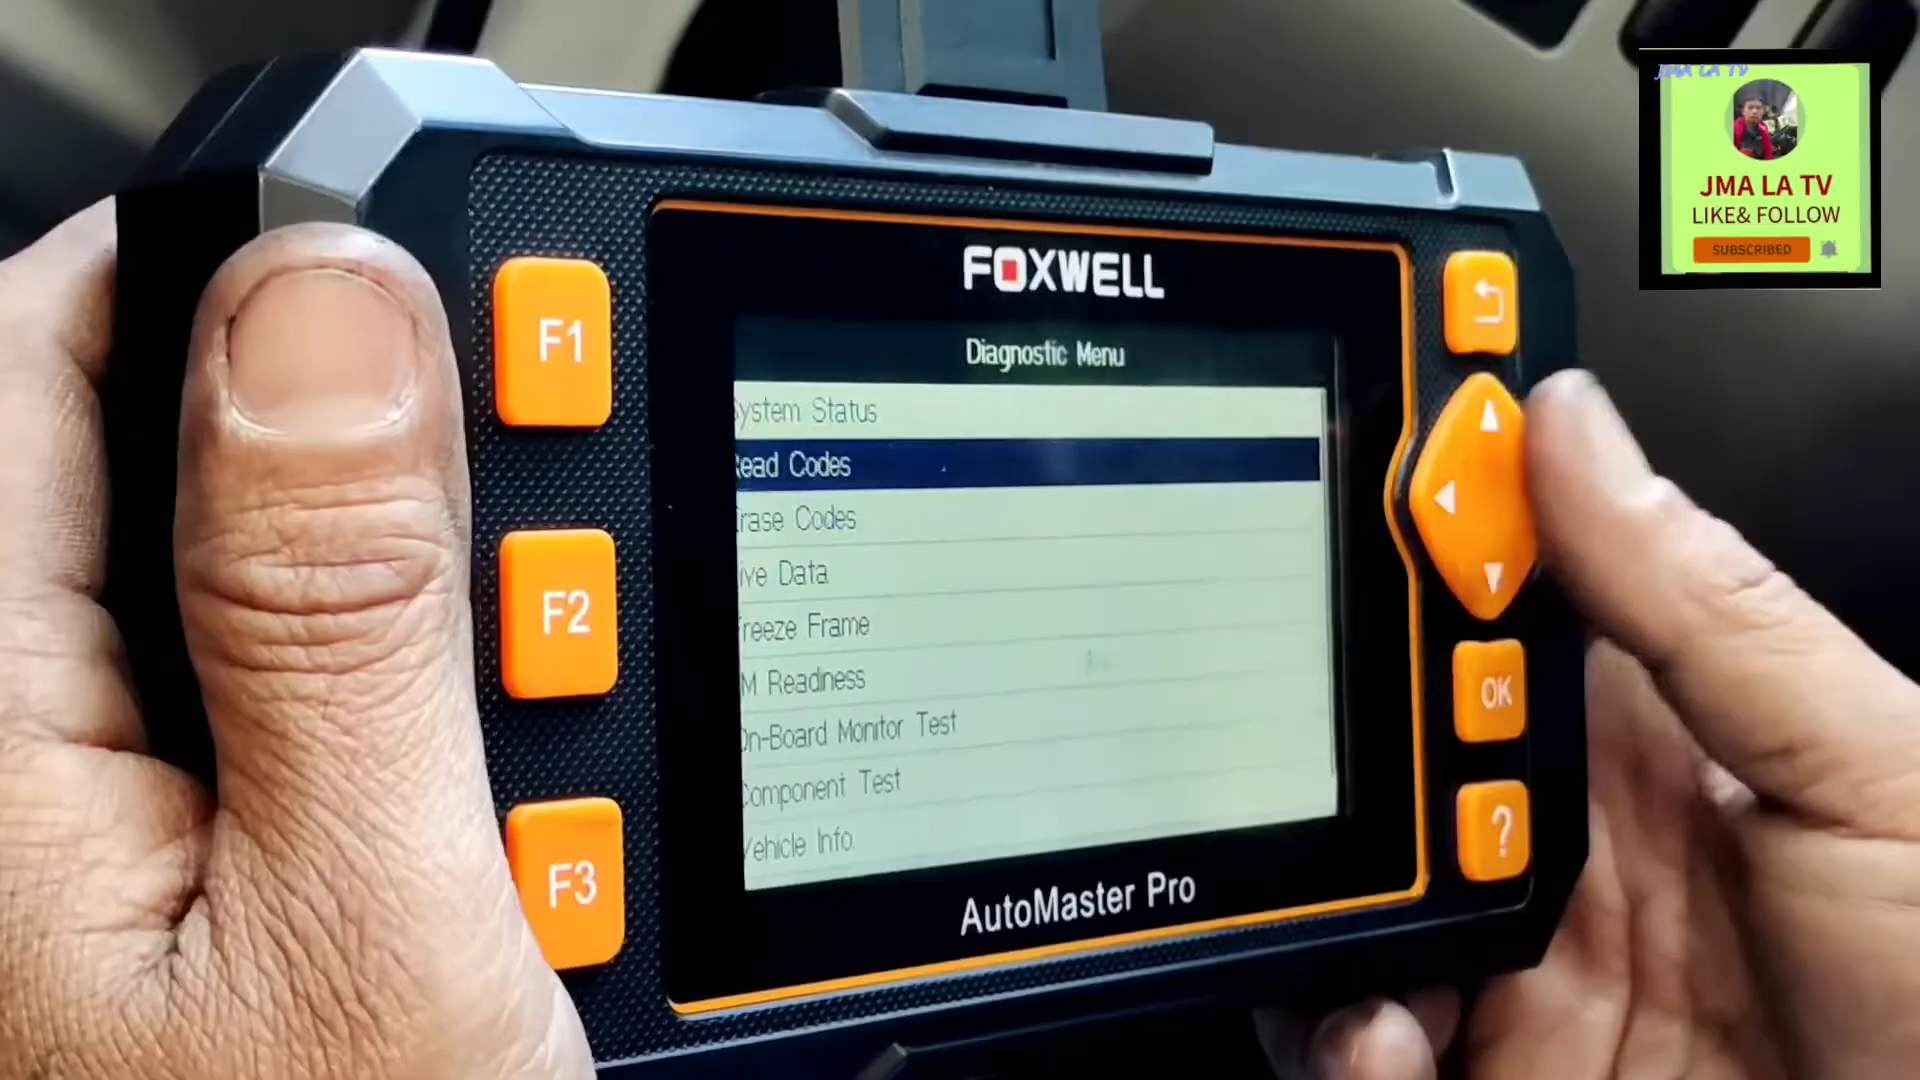 JMA LA TV
JMA LA TV
LIKE& FOLLOW
SUBSCRIBED
FOXWELL
Diagnostic Menu
System Status
Read Codes
Erase Codes
Live Data
Freeze Frame
I/M Readiness
On-Board Monitor Test
Component Test
Vehicle Info
AutoMaster Pro
F1
F2
F3
OK
?